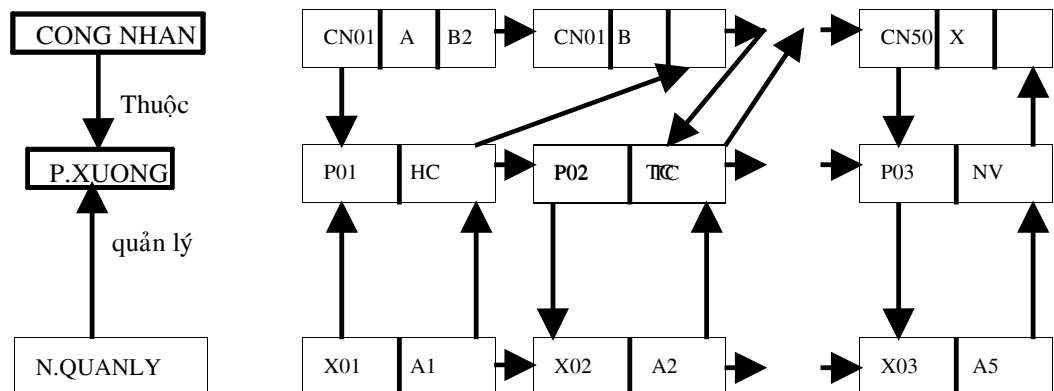 CONG NHAN CN01 A B2 CN01 B CN50 X
Thuộc
P.XUONG P01 HC P02 TC P03 NV
quản lý
N.QUANLY X01 A1 X02 A2 X03 A5